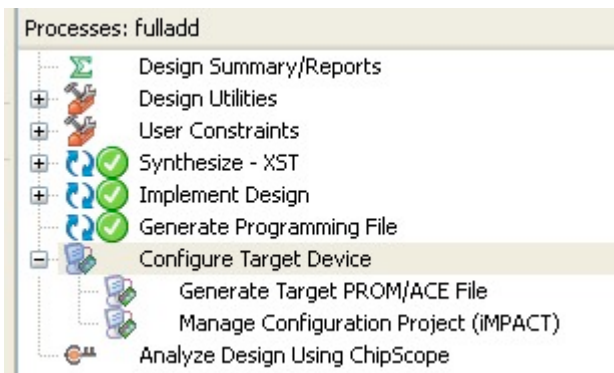 Processes: fulladd
Design Summary/Reports
Design Utilities
User Constraints
Synthesize - XST
Implement Design
Generate Programming File
Configure Target Device
Generate Target PROM/ACE File
Manage Configuration Project (iMPACT)
Analyze Design Using ChipScope